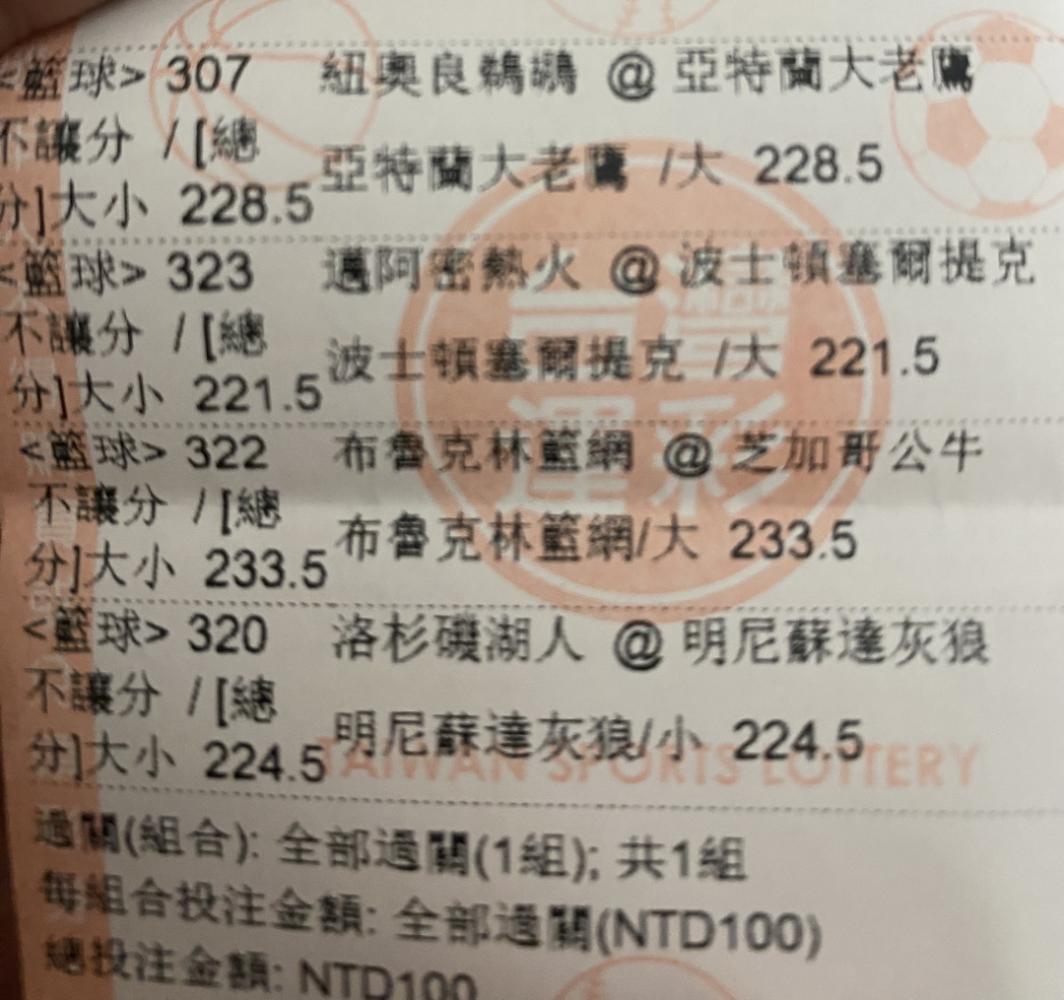 <籃球> 307 紐奧良鵜鶘 @ 亞特蘭大老鷹
不讓分 / [總
分]大小 228.5 亞特蘭大老鷹 /大 228.5
<籃球> 323 邁阿密熱火 @ 波士頓塞爾提克
不讓分 / [總
分]大小 221.5 波士頓塞爾提克 /大 221.5
<籃球> 322 布魯克林籃網 @ 芝加哥公牛
不讓分 / [總
分]大小 233.5 布魯克林籃網/大 233.5
<籃球> 320 洛杉磯湖人 @ 明尼蘇達灰狼
不讓分 / [總
分]大小 224.5 明尼蘇達灰狼/小 224.5
台灣
運彩
TAIWAN SPORTS LOTTERY
過關(組合): 全部過關(1組); 共1組
每組合投注金額: 全部過關(NTD100)
總投注金額: NTD100